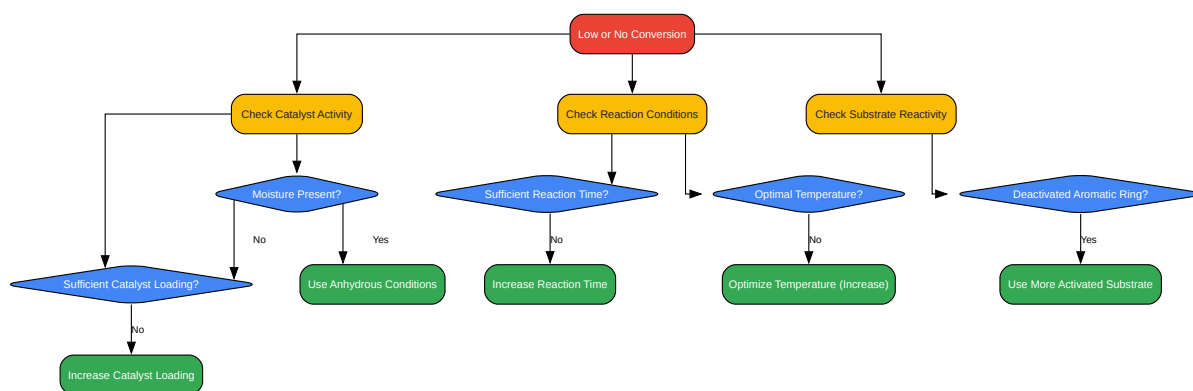 Low or No Conversion
Check Catalyst Activity
Check Reaction Conditions
Check Substrate Reactivity
Moisture Present?
Sufficient Reaction Time?
Optimal Temperature?
Deactivated Aromatic Ring?
No
Yes
No
No
Yes
Sufficient Catalyst Loading?
Use Anhydrous Conditions
Increase Reaction Time
Optimize Temperature (Increase)
Use More Activated Substrate
No
Increase Catalyst Loading